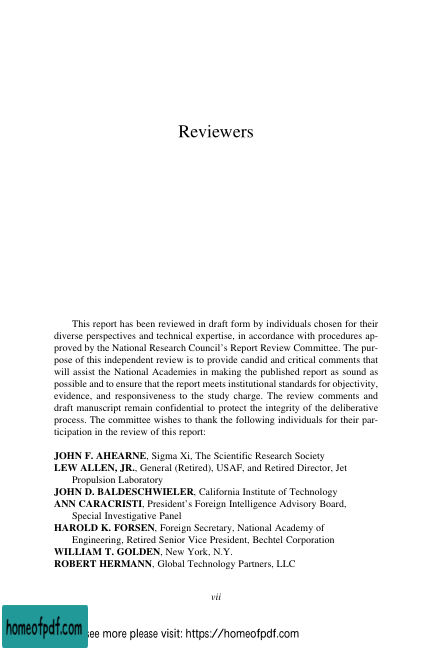 Reviewers
This report has been reviewed in draft form by individuals chosen for their
diverse perspectives and technical expertise, in accordance with procedures ap-
proved by the National Research Council's Report Review Committee. The pur-
pose of this independent review is to provide candid and critical comments that
will assist the National Academies in making the published report as sound as
possible and to ensure that the report meets institutional standards for objectivity,
evidence, and responsiveness to the study charge. The review comments and
draft manuscript remain confidential to protect the integrity of the deliberative
process. The committee wishes to thank the following individuals for their par-
ticipation in the review of this report:
JOHN F. AHEARNE, Sigma Xi, The Scientific Research Society
LEW ALLEN, JR., General (Retired), USAF, and Retired Director, Jet
Propulsion Laboratory
JOHN D. BALDESCHWIELER, California Institute of Technology
ANN CARACRISTI, President's Foreign Intelligence Advisory Board,
Special Investigative Panel
HAROLD K. FORSEN, Foreign Secretary, National Academy of
Engineering, Retired Senior Vice President, Bechtel Corporation
WILLIAM T. GOLDEN, New York, N.Y.
ROBERT HERMANN, Global Technology Partners, LLC
vii
homeofpdf.com
see more please visit: https://homeofpdf.com